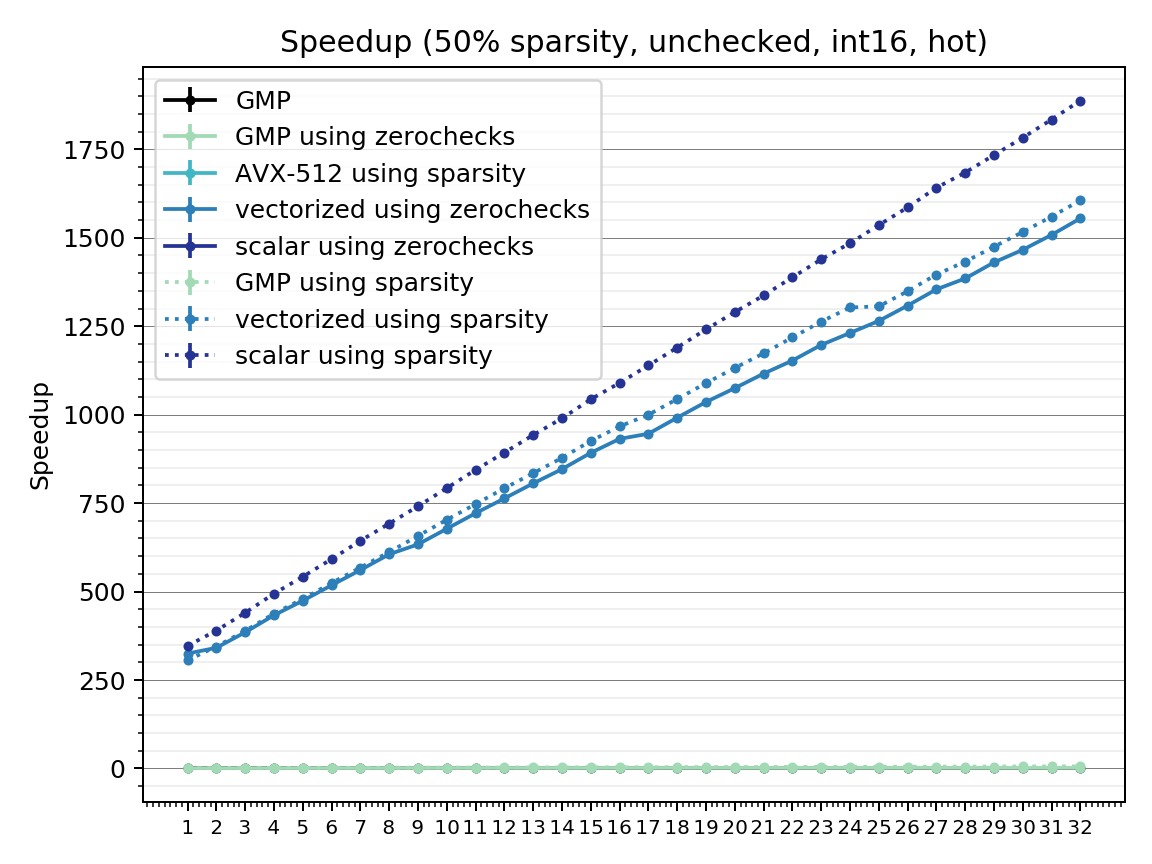 Speedup (50% sparsity, unchecked, int16, hot)
GMP
GMP using zerochecks
AVX-512 using sparsity
vectorized using zerochecks
scalar using zerochecks
GMP using sparsity
vectorized using sparsity
scalar using sparsity
Speedup
1750
1500
1250
1000
750
500
250
0
1 2 3 4 5 6 7 8 9 10 11 12 13 14 15 16 17 18 19 20 21 22 23 24 25 26 27 28 29 30 31 32